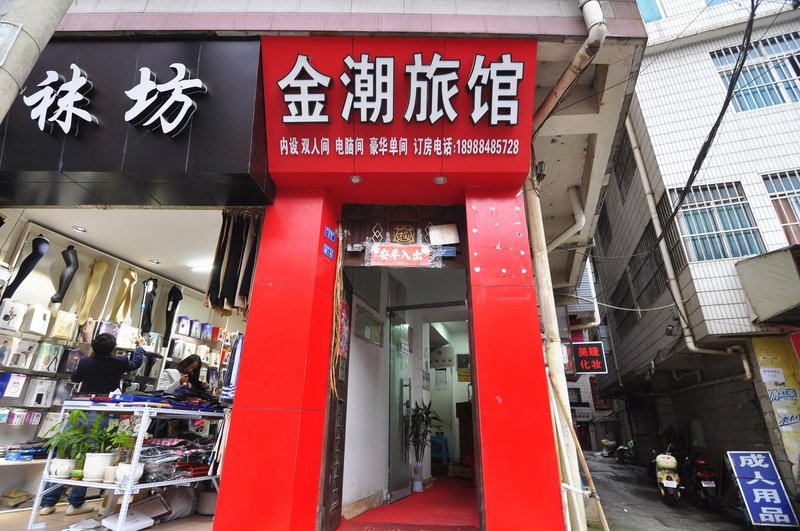 袜坊
金潮旅馆
内设 双人间 电脑间 豪华单间 订房电话:18988485728
安平入出
美睫
化妆
成人用品